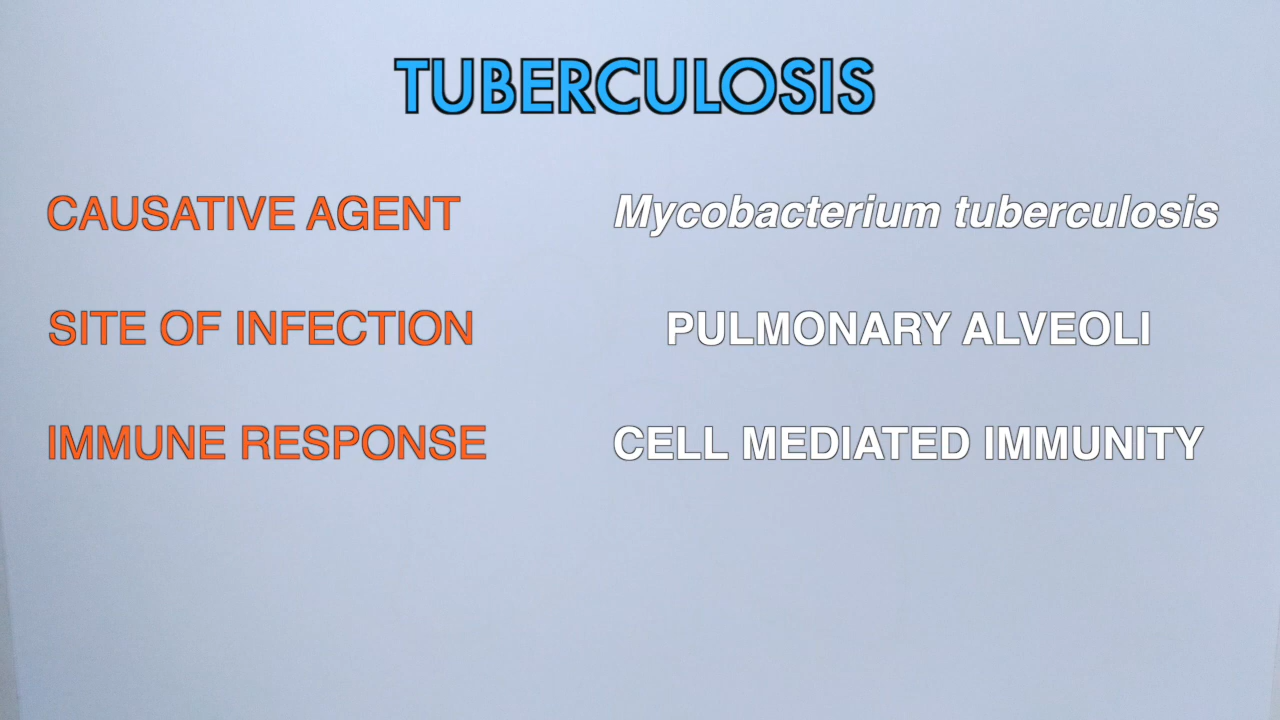 TUBERCULOSIS
CAUSATIVE AGENT Mycobacterium tuberculosis
SITE OF INFECTION PULMONARY ALVEOLI
IMMUNE RESPONSE CELL MEDIATED IMMUNITY